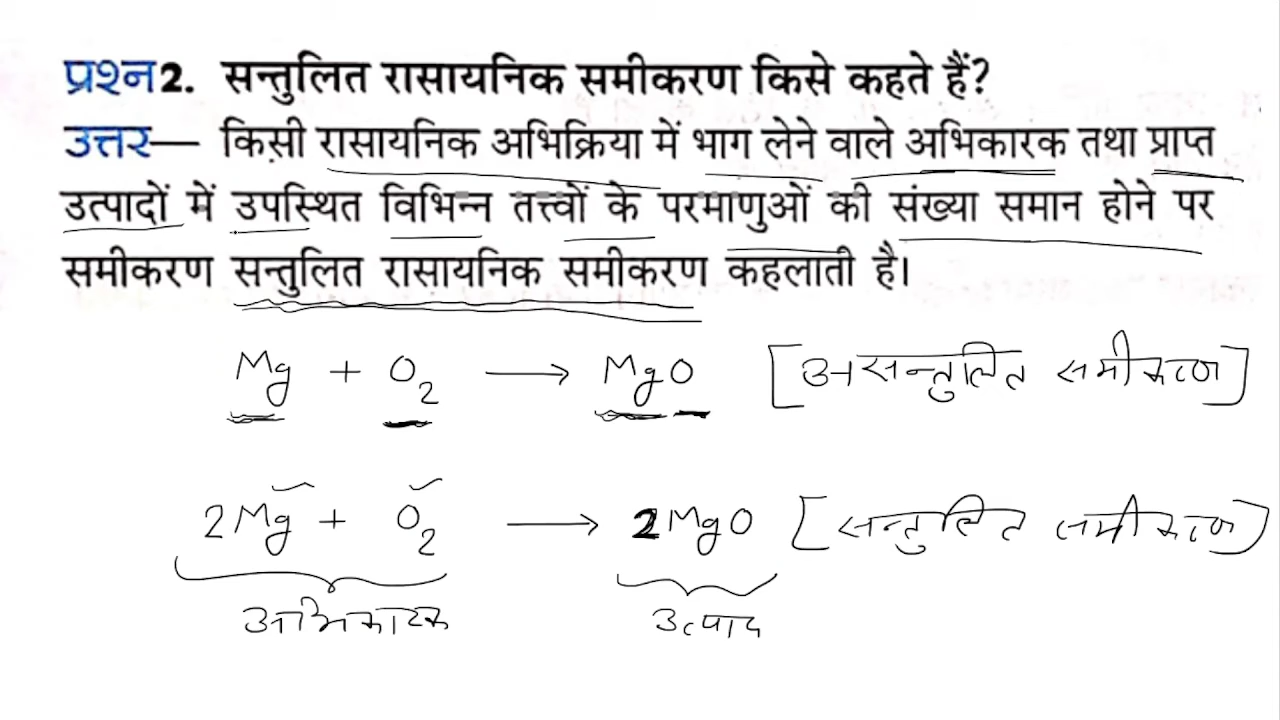 प्रश्न 2. सन्तुलित रासायनिक समीकरण किसे कहते हैं?
उत्तर— किसी रासायनिक अभिक्रिया में भाग लेने वाले अभिकारक तथा प्राप्त
उत्पादों में उपस्थित विभिन्न तत्त्वों के परमाणुओं की संख्या समान होने पर
समीकरण सन्तुलित रासायनिक समीकरण कहलाती है।
Mg + O₂ → MgO [असन्तुलित समीकरण]
2Mg + O₂ → 2MgO [सन्तुलित समीकरण]
अभिकारक उत्पाद